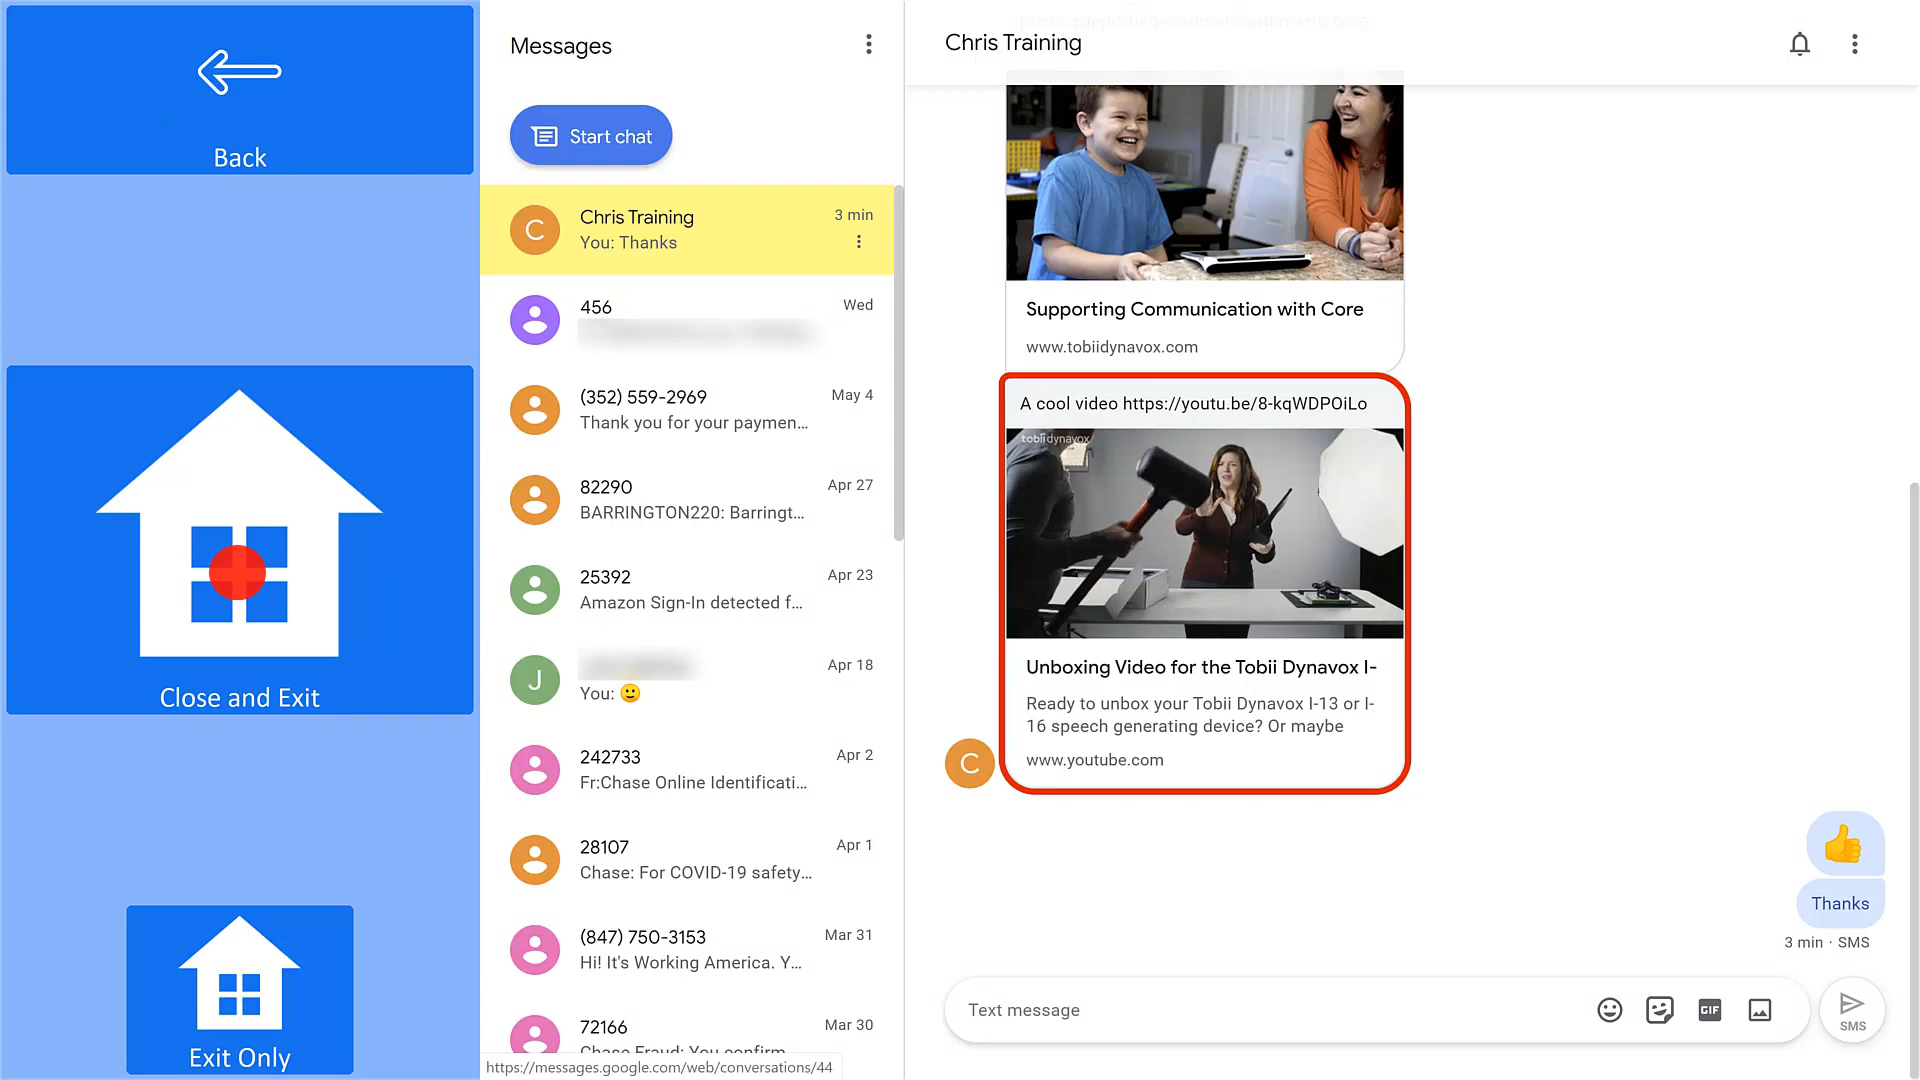 Back
Close and Exit
Exit Only
Messages
Start chat
Chris Training
3 min
You: Thanks
456
Wed
(352) 559-2969
May 4
Thank you for your paymen...
82290
Apr 27
BARRINGTON220: Barringt...
25392
Apr 23
Amazon Sign-In detected f...
J
Apr 18
You: 🙂
242733
Apr 2
Fr:Chase Online Identificati...
28107
Apr 1
Chase: For COVID-19 safety...
(847) 750-3153
Mar 31
Hi! It's Working America. Y...
72166
Mar 30
Chase Fraud: You confirm
https://messages.google.com/web/conversations/44
C
Chris Training
Supporting Communication with Core
www.tobiidynavox.com
A cool video https://youtu.be/8-kqWDPOiLo
tobii dynavox
Unboxing Video for the Tobii Dynavox I-
Ready to unbox your Tobii Dynavox I-13 or I-
16 speech generating device? Or maybe
www.youtube.com
C
👍
Thanks
3 min · SMS
Text message
GIF
SMS